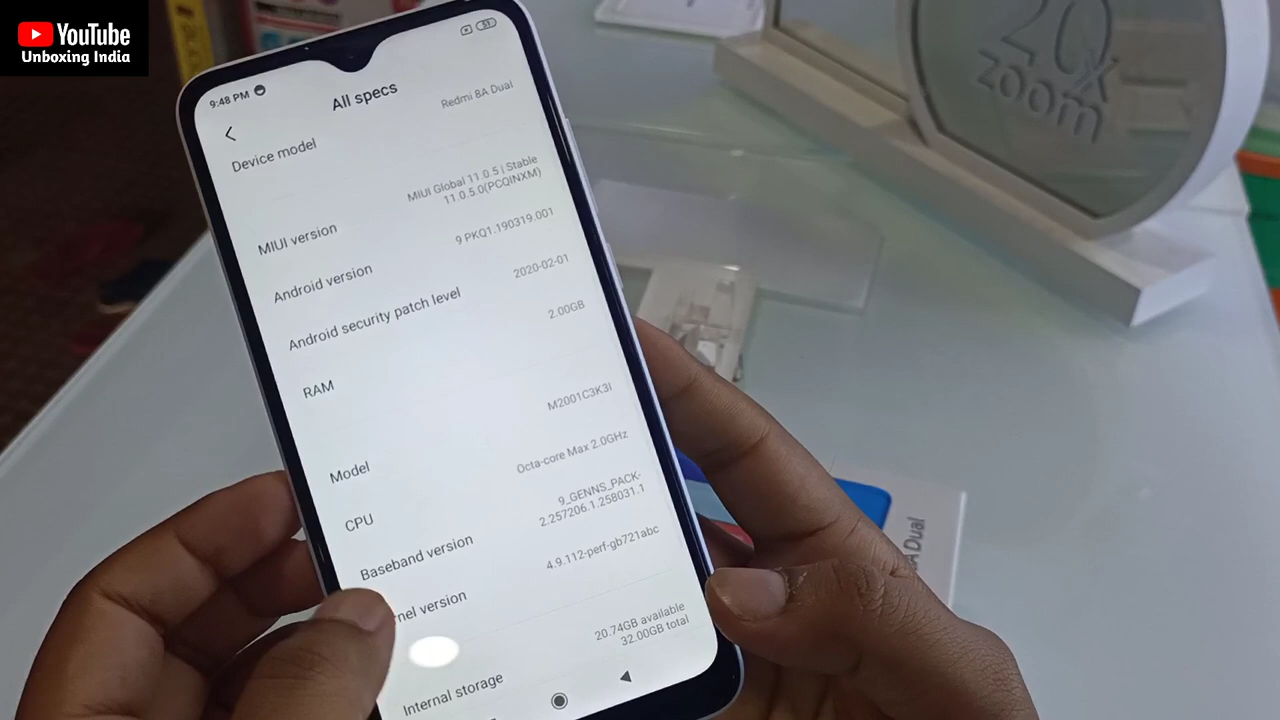 YouTube
Unboxing India
9:48 PM
51
All specs
Device model
Redmi 8A Dual
MIUI version
MIUI Global 11.0.5 | Stable
11.0.5.0(PCQINXM)
Android version
9 PKQ1.190319.001
Android security patch level
2020-02-01
RAM
2.00GB
Model
M2001C3K3I
CPU
Octa-core Max 2.0GHz
Baseband version
9_GENNS_PACK-
2.257206.1.258031.1
rnel version
4.9.112-perf-gb721abc
Internal storage
20.74GB available
32.00GB total
20x
zoom
A Dual